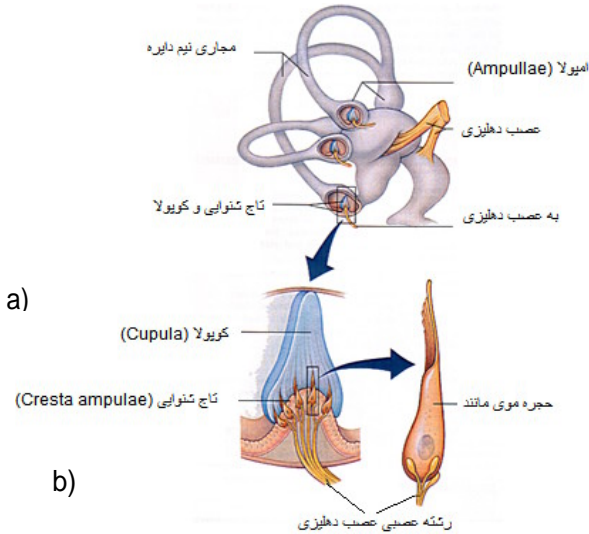 مجاری نیم دایره
امپولا (Ampullae)
عصب دهلیزی
تاج شنوایی و کوپولا
به عصب دهلیزی
a)
کوپولا (Cupula)
تاج شنوایی (Cresta ampulae)
حجره موی مانند
b)
رشته عصبی عصب دهلیزی